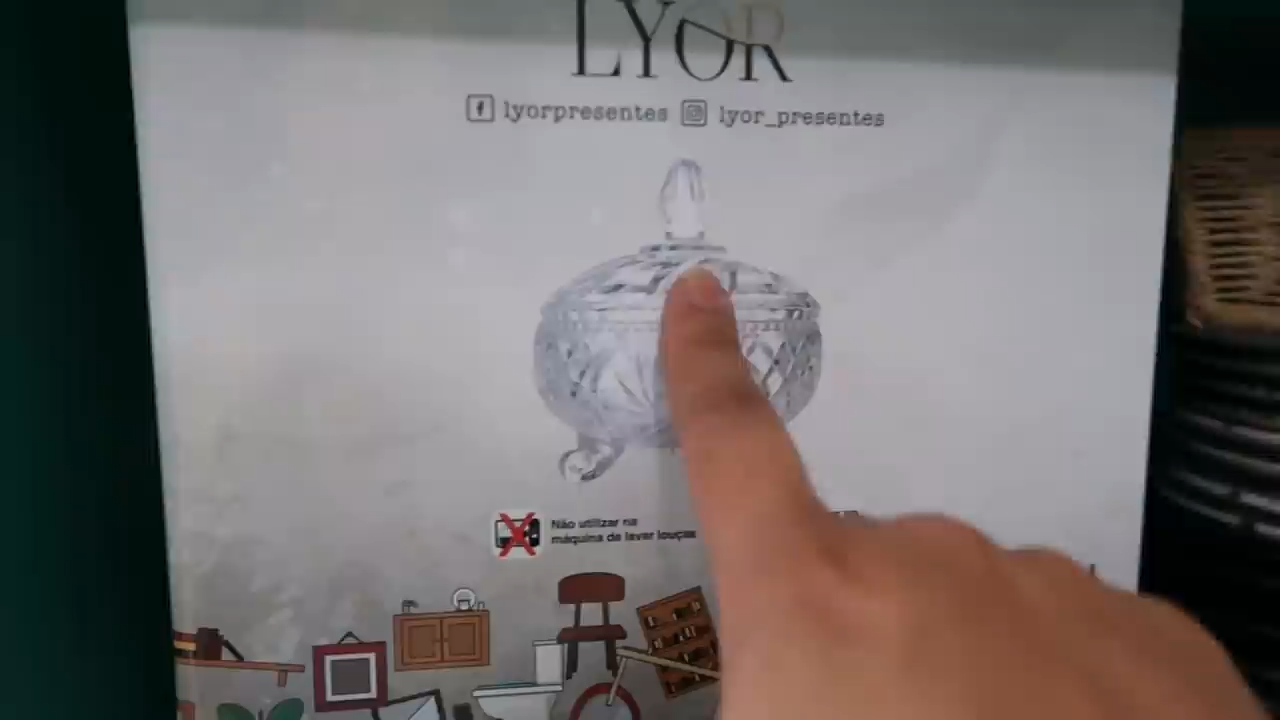 LYOR
lyorpresentes lyor_presentes
Não utilizar na
máquina de lavar louças